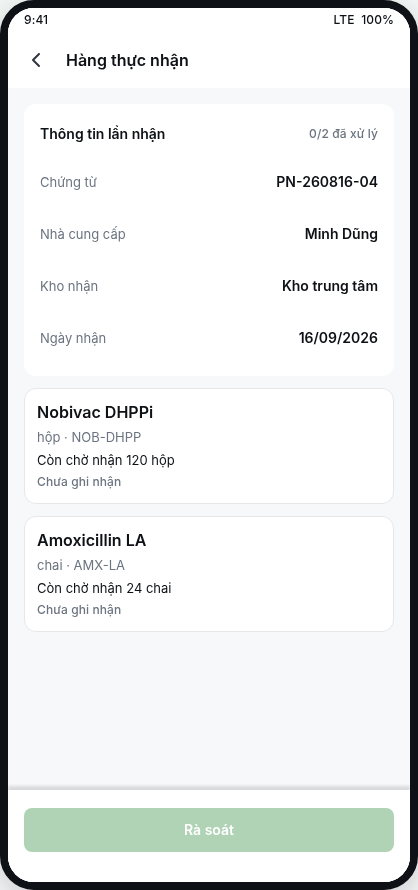 9:41 LTE 100%
Hàng thực nhận
Thông tin lần nhận 0/2 đã xử lý
Chứng từ PN-260816-04
Nhà cung cấp Minh Dũng
Kho nhận Kho trung tâm
Ngày nhận 16/09/2026
Nobivac DHPPi
hộp · NOB-DHPP
Còn chờ nhận 120 hộp
Chưa ghi nhận
Amoxicillin LA
chai · AMX-LA
Còn chờ nhận 24 chai
Chưa ghi nhận
Rà soát